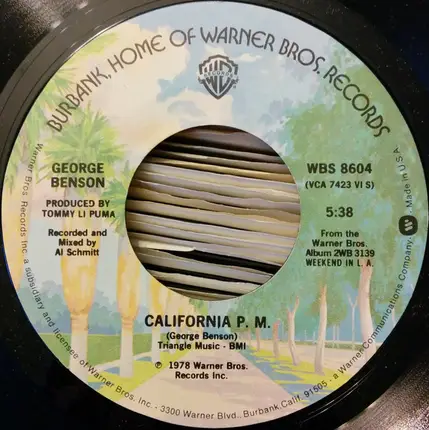 BURBANK, HOME OF WARNER BROS. RECORDS
WB
RECORDS
GEORGE
BENSON
PRODUCED BY
TOMMY LI PUMA
Recorded and
Mixed by
Al Schmitt
WBS 8604
(VCA 7423 VI S)
5:38
From the
Warner Bros.
Album 2WB 3139
WEEKEND IN L. A.
CALIFORNIA P. M.
(George Benson)
Triangle Music - BMI
℗ 1978 Warner Bros.
Records Inc.
Warner Bros. Records Inc. a subsidiary and licensee of Warner Bros. Inc. - 3300 Warner Blvd., Burbank, Calif. 91505 - a Warner Communications Company. Made in U.S.A.